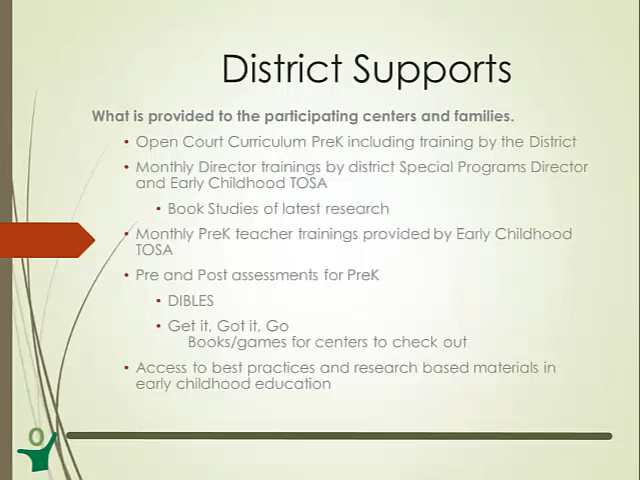 District Supports
What is provided to the participating centers and families.
• Open Court Curriculum PreK including training by the District
• Monthly Director trainings by district Special Programs Director
and Early Childhood TOSA
• Book Studies of latest research
• Monthly PreK teacher trainings provided by Early Childhood
TOSA
• Pre and Post assessments for PreK
• DIBLES
• Get it, Got it, Go
Books/games for centers to check out
• Access to best practices and research based materials in
early childhood education